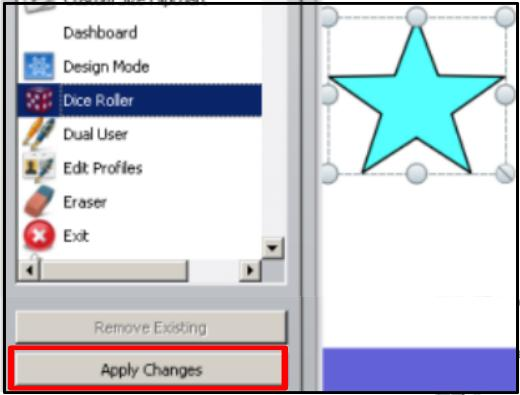 Dashboard
Design Mode
Dice Roller
Dual User
Edit Profiles
Eraser
Exit
Remove Existing
Apply Changes